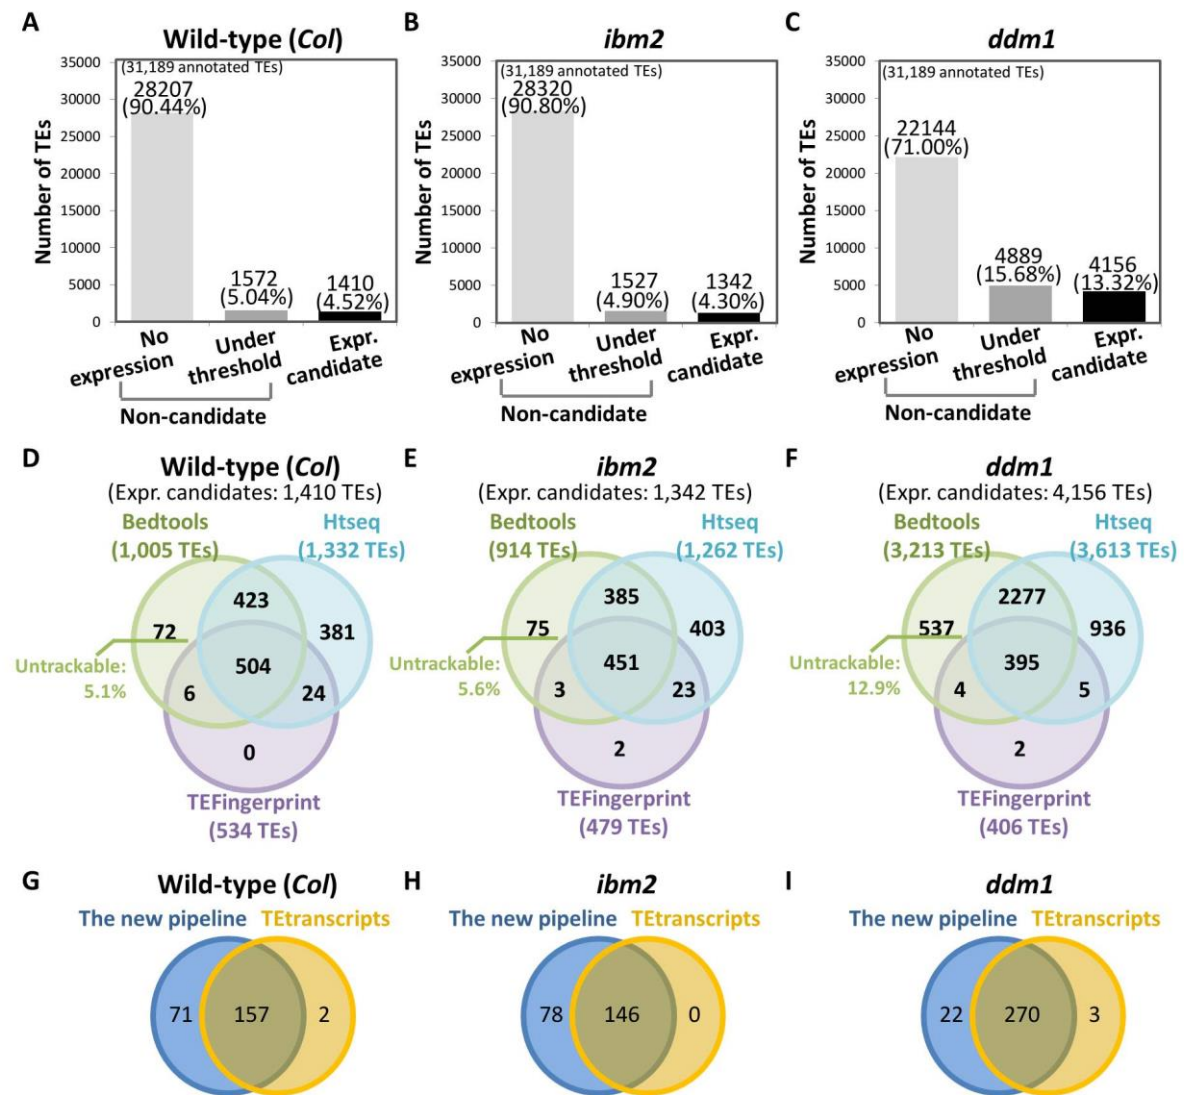 A
Wild-type (Col)
(31,189 annotated TEs)
28207
(90.44%)
1572
(5.04%)
1410
(4.52%)
Number of TEs
35000
30000
25000
20000
15000
10000
5000
0
No expression
Under threshold
Expr. candidate
Non-candidate
B
ibm2
(31,189 annotated TEs)
28320
(90.80%)
1527
(4.90%)
1342
(4.30%)
Number of TEs
35000
30000
25000
20000
15000
10000
5000
0
No expression
Under threshold
Expr. candidate
Non-candidate
C
ddm1
(31,189 annotated TEs)
22144
(71.00%)
4889
(15.68%)
4156
(13.32%)
Number of TEs
35000
30000
25000
20000
15000
10000
5000
0
No expression
Under threshold
Expr. candidate
Non-candidate
D
Wild-type (Col)
(Expr. candidates: 1,410 TEs)
Bedtools
(1,005 TEs)
Htseq
(1,332 TEs)
423
72
381
504
Untrackable:
5.1%
6
24
0
TEFingerprint
(534 TEs)
E
ibm2
(Expr. candidates: 1,342 TEs)
Bedtools
(914 TEs)
Htseq
(1,262 TEs)
385
75
403
451
Untrackable:
5.6%
3
23
2
TEFingerprint
(479 TEs)
F
ddm1
(Expr. candidates: 4,156 TEs)
Bedtools
(3,213 TEs)
Htseq
(3,613 TEs)
2277
537
936
395
Untrackable:
12.9%
4
5
2
TEFingerprint
(406 TEs)
G
Wild-type (Col)
The new pipeline TEtranscripts
71 157 2
H
ibm2
The new pipeline TEtranscripts
78 146 0
I
ddm1
The new pipeline TEtranscripts
22 270 3